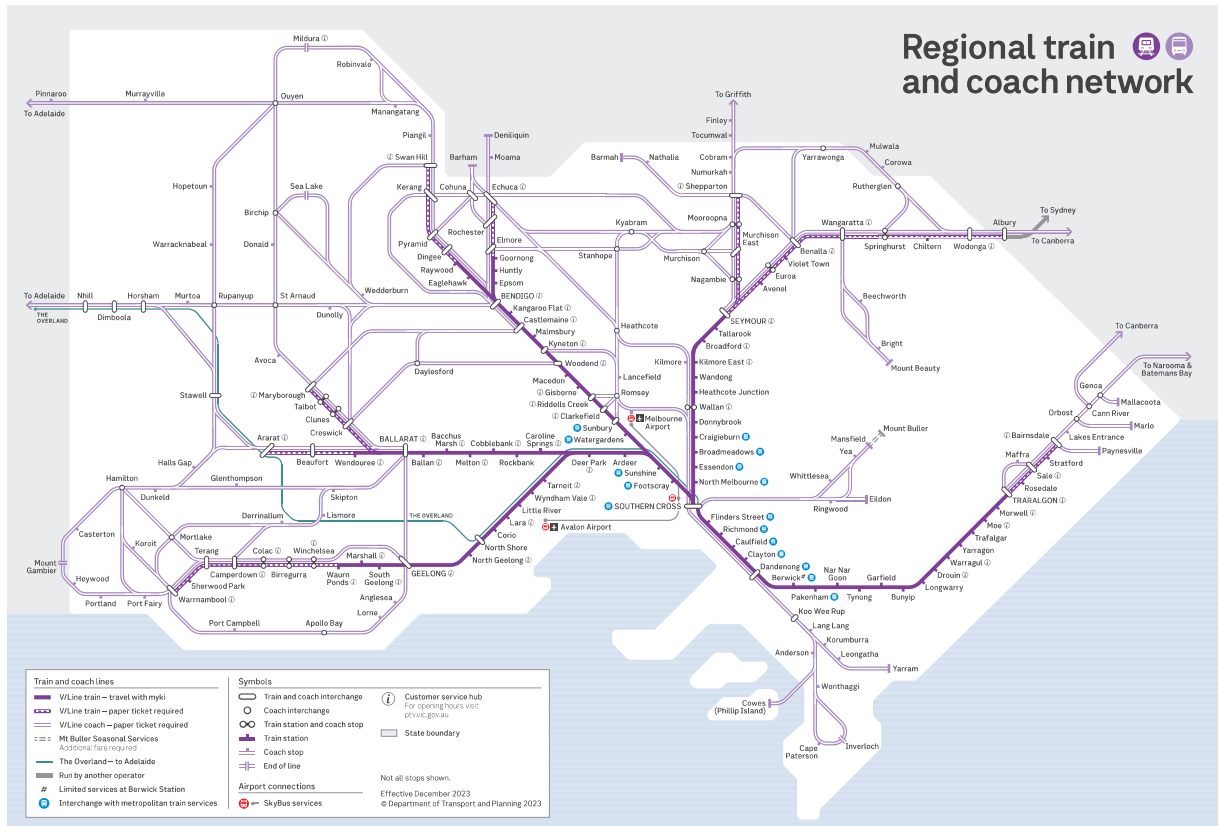 Regional train
and coach network
Mildura
Robinvale
Pinnaroo
Murrayville
To Adelaide
Ouyen
Manangatang
To Griffith
Finley
Tocumwal
Piangil
Deniliquin
Moama
Barham
Barmah
Nathalia
Cobram
Numurkah
Yarrawonga
Mulwala
Corowa
Rutherglen
Swan Hill
Kerang
Cohuna
Echuca
Shepparton
Hopetoun
Sea Lake
Birchip
Warracknabeal
Donald
Rochester
Pyramid
Dingee
Raywood
Eaglehawk
Elmore
Goornong
Huntly
Epsom
Kyabram
Stanhope
Mooroopna
Murchison
East
Murchison
Nagambie
Wangaratta
Benalla
Violet Town
Euroa
Avenel
Springhurst
Chiltern
Wodonga
Albury
To Sydney
To Canberra
To Adelaide
Nhill
Horsham
Murtoa
Rupanyup
St Arnaud
Wedderburn
THE
OVERLAND
Dimboola
Dunolly
BENDIGO
Kangaroo Flat
Castlemaine
Malmsbury
Kyneton
Woodend
Macedon
Gisborne
Riddells Creek
Clarkefield
Sunbury
Watergardens
Heathcote
Lancefield
Romsey
Kilmore
SEYMOUR
Tallarook
Broadford
Kilmore East
Wandong
Heathcote Junction
Wallan
Donnybrook
Craigieburn
Broadmeadows
Essendon
North Melbourne
Beechworth
Bright
Mount Beauty
To Canberra
To Narooma &
Batemans Bay
Genoa
Mallacoota
Cann River
Orbost
Marlo
Lakes Entrance
Bairnsdale
Paynesville
Maffra
Stratford
Sale
Rosedale
TRARALGON
Morwell
Moe
Trafalgar
Yarragon
Warragul
Drouin
Longwarry
Avoca
Daylesford
Stawell
Maryborough
Talbot
Clunes
Creswick
Ararat
Beaufort
Wendouree
BALLARAT
Ballan
Bacchus
Marsh
Melton
Cobblebank
Rockbank
Caroline
Springs
Deer Park
Ardeer
Sunshine
Footscray
SOUTHERN CROSS
Melbourne
Airport
Avalon Airport
Mount Buller
Mansfield
Yea
Whittlesea
Eildon
Ringwood
Halls Gap
Hamilton
Dunkeld
Glenthompson
Skipton
Derrinallum
Lismore
THE OVERLAND
Tarneit
Wyndham Vale
Little River
Lara
Corio
North Shore
North Geelong
GEELONG
Casterton
Koroit
Mortlake
Terang
Colac
Winchelsea
Marshall
Camperdown
Birregurra
Waurn
Ponds
South
Geelong
Sherwood Park
Warrnambool
Mount
Gambier
Heywood
Portland
Port Fairy
Port Campbell
Apollo Bay
Anglesea
Lorne
Flinders Street
Richmond
Caulfield
Clayton
Dandenong
Berwick#
Pakenham
Nar Nar
Goon
Tynong
Garfield
Bunyip
Koo Wee Rup
Lang Lang
Korumburra
Leongatha
Yarram
Anderson
Wonthaggi
Cowes
(Phillip Island)
Cape
Paterson
Inverloch
Train and coach lines
V/Line train – travel with myki
V/Line train – paper ticket required
V/Line coach – paper ticket required
Mt Buller Seasonal Services
Additional fare required
The Overland – to Adelaide
Run by another operator
# Limited services at Berwick Station
Interchange with metropolitan train services
Symbols
Train and coach interchange
Coach interchange
Train station and coach stop
Train station
Coach stop
End of line
Airport connections
SkyBus services
Customer service hub
For opening hours visit
ptv.vic.gov.au
State boundary
Not all stops shown.
Effective December 2023
© Department of Transport and Planning 2023